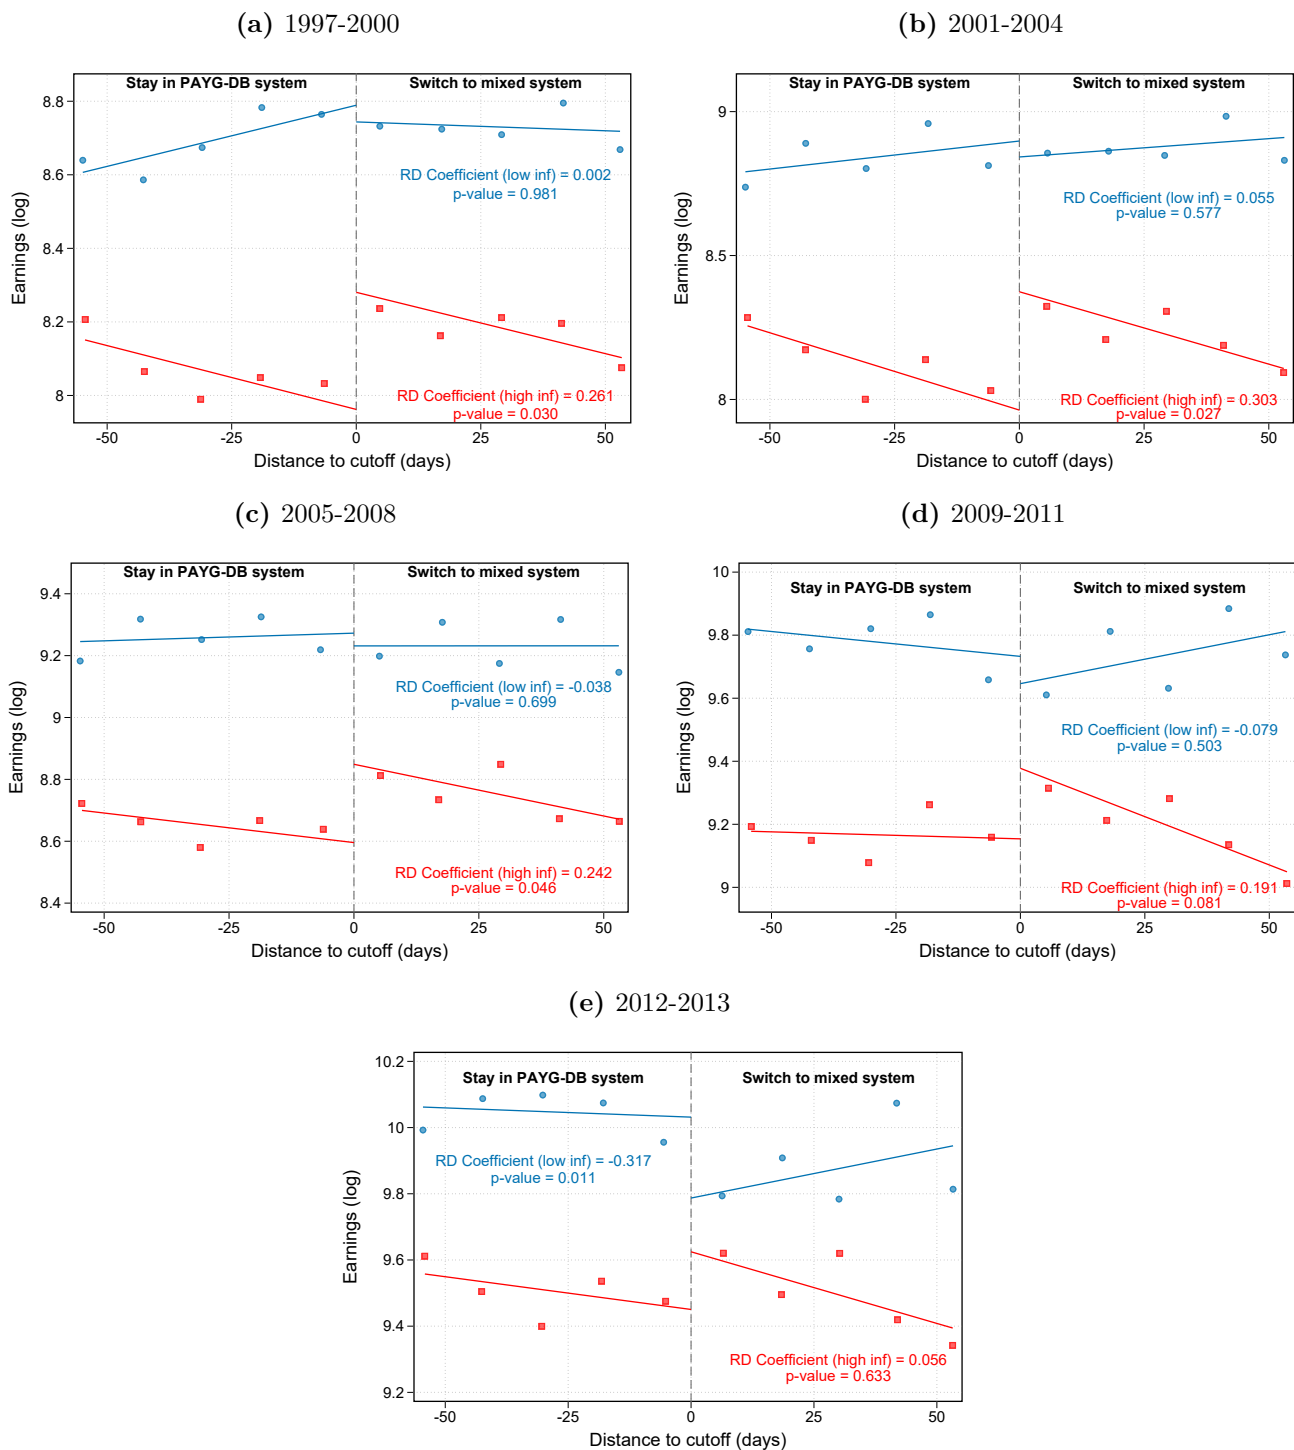 (a) 1997-2000
Stay in PAYG-DB system
Switch to mixed system
8.8
8.6
8.4
8.2
8
Earnings (log)
RD Coefficient (low inf) = 0.002
p-value = 0.981
RD Coefficient (high inf) = 0.261
p-value = 0.030
-50 -25 0 25 50
Distance to cutoff (days)
(b) 2001-2004
Stay in PAYG-DB system
Switch to mixed system
9
8.5
8
Earnings (log)
RD Coefficient (low inf) = 0.055
p-value = 0.577
RD Coefficient (high inf) = 0.303
p-value = 0.027
-50 -25 0 25 50
Distance to cutoff (days)
(c) 2005-2008
Stay in PAYG-DB system
Switch to mixed system
9.4
9.2
9
8.8
8.6
8.4
Earnings (log)
RD Coefficient (low inf) = -0.038
p-value = 0.699
RD Coefficient (high inf) = 0.242
p-value = 0.046
-50 -25 0 25 50
Distance to cutoff (days)
(d) 2009-2011
Stay in PAYG-DB system
Switch to mixed system
10
9.8
9.6
9.4
9.2
9
Earnings (log)
RD Coefficient (low inf) = -0.079
p-value = 0.503
RD Coefficient (high inf) = 0.191
p-value = 0.081
-50 -25 0 25 50
Distance to cutoff (days)
(e) 2012-2013
Stay in PAYG-DB system
Switch to mixed system
10.2
10
9.8
9.6
9.4
9.2
Earnings (log)
RD Coefficient (low inf) = -0.317
p-value = 0.011
RD Coefficient (high inf) = 0.056
p-value = 0.633
-50 -25 0 25 50
Distance to cutoff (days)